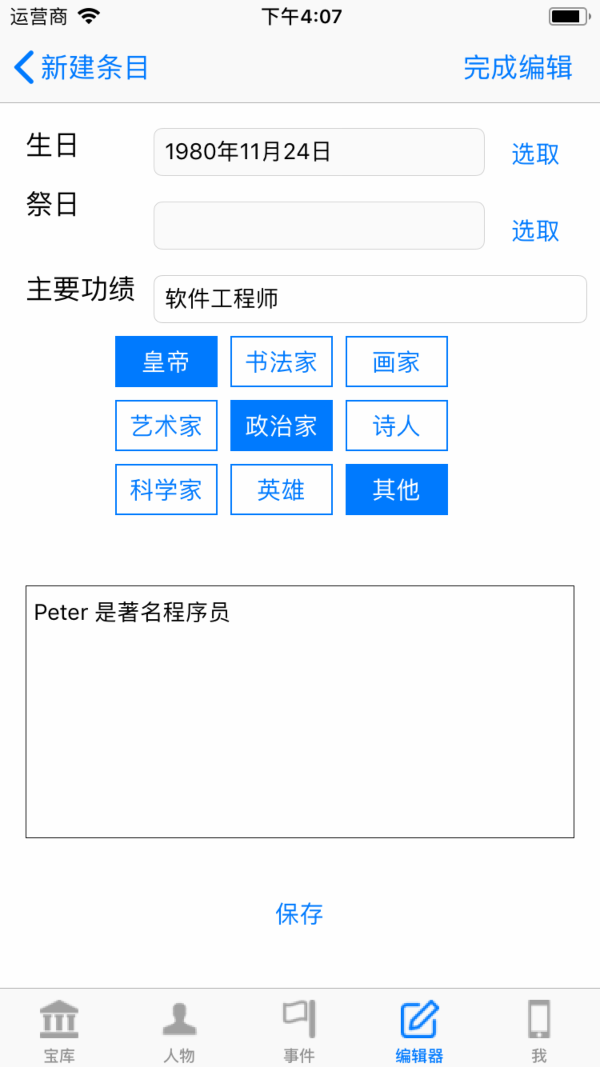 运营商 下午4:07
新建条目 完成编辑
生日 1980年11月24日 选取
祭日 选取
主要功绩 软件工程师
皇帝 书法家 画家
艺术家 政治家 诗人
科学家 英雄 其他
Peter 是著名程序员
保存
宝库 人物 事件 编辑器 我